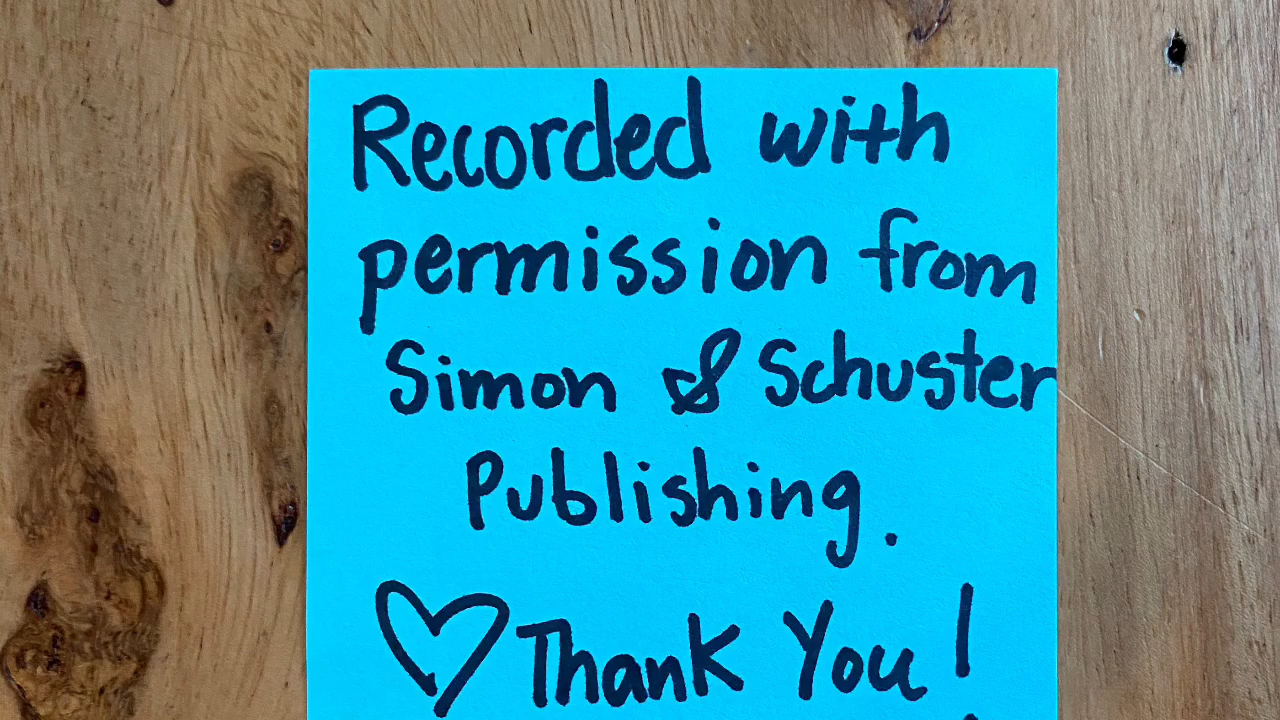 Recorded with
permission from
Simon & Schuster
Publishing.
♡ Thank You!